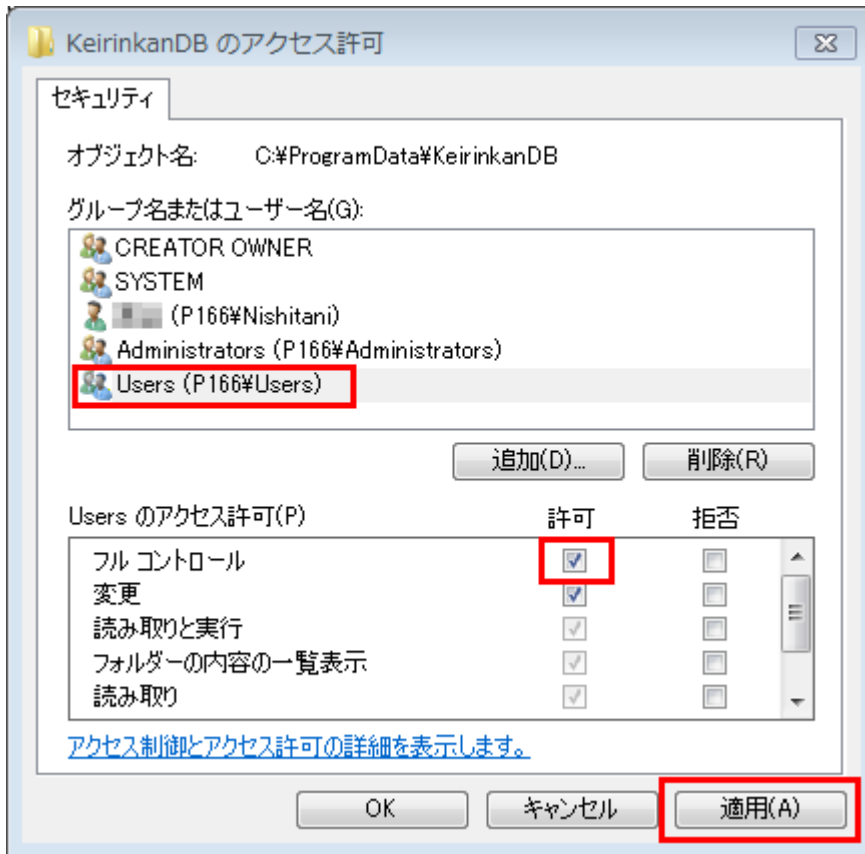 KeirinkanDB のアクセス許可
セキュリティ
オブジェクト名: C:¥ProgramData¥KeirinkanDB
グループ名またはユーザー名(G):
CREATOR OWNER
SYSTEM
(P166¥Nishitani)
Administrators (P166¥Administrators)
Users (P166¥Users)
追加(D)... 削除(R)
Users のアクセス許可(P) 許可 拒否
フル コントロール
変更
読み取りと実行
フォルダーの内容の一覧表示
読み取り
アクセス制御とアクセス許可の詳細を表示します。
OK キャンセル 適用(A)